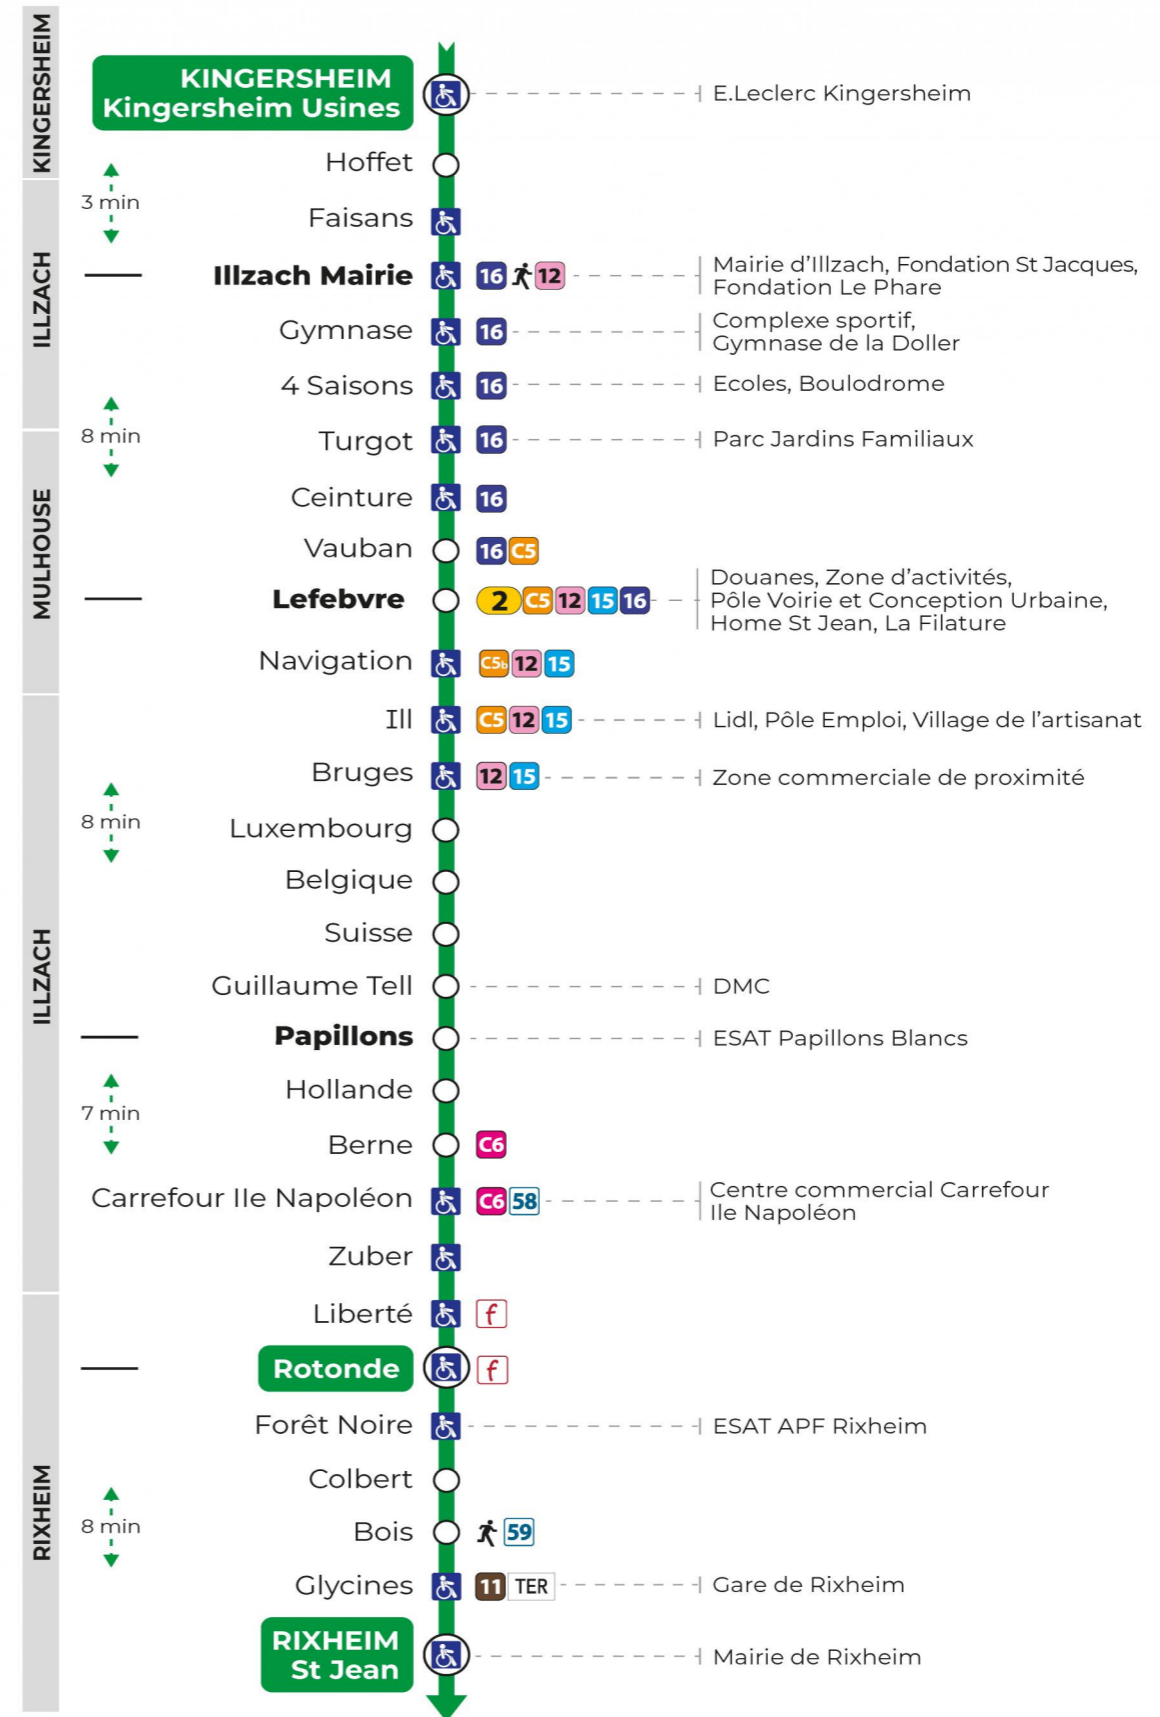 KINGERSHEIM
KINGERSHEIM
Kingersheim Usines
E.Leclerc Kingersheim
Hoffet
3 min
Faisans
ILLZACH
Illzach Mairie
16 12
Mairie d'Illzach, Fondation St Jacques,
Fondation Le Phare
Gymnase
16
Complexe sportif,
Gymnase de la Doller
4 Saisons
16
Ecoles, Boulodrome
8 min
Turgot
16
Parc Jardins Familiaux
MULHOUSE
Ceinture
16
Vauban
16 C5
Lefebvre
2 C5 12 15 16
Douanes, Zone d'activités,
Pôle Voirie et Conception Urbaine,
Home St Jean, La Filature
Navigation
C5b 12 15
Ill
C5 12 15
Lidl, Pôle Emploi, Village de l'artisanat
Bruges
12 15
Zone commerciale de proximité
8 min
Luxembourg
Belgique
Suisse
ILLZACH
Guillaume Tell
DMC
Papillons
ESAT Papillons Blancs
Hollande
7 min
Berne
C6
Carrefour Ile Napoléon
C6 58
Centre commercial Carrefour
Ile Napoléon
Zuber
Liberté
f
Rotonde
f
Forêt Noire
ESAT APF Rixheim
Colbert
RIXHEIM
8 min
Bois
59
Glycines
11 TER
Gare de Rixheim
RIXHEIM
St Jean
Mairie de Rixheim